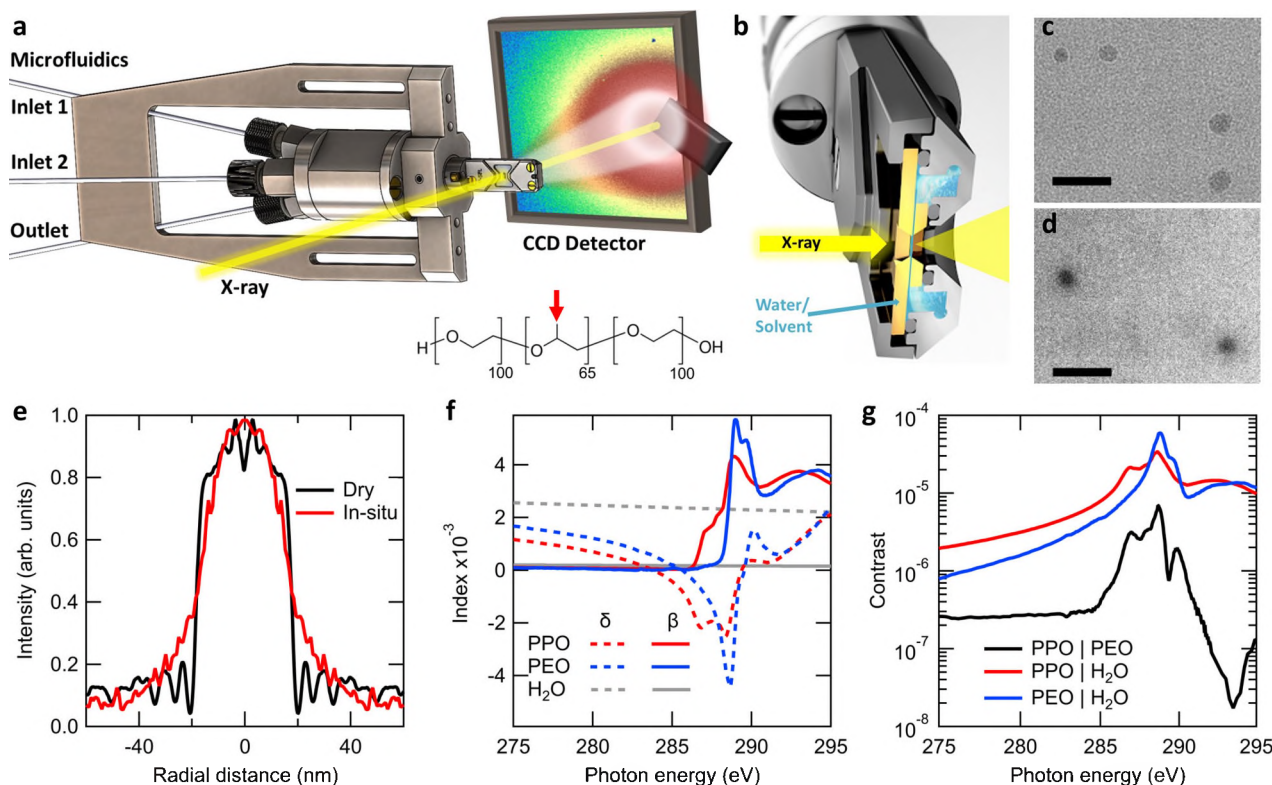 a
Microfluidics
Inlet 1
Inlet 2
Outlet
X-ray
CCD Detector
b
X-ray
Water/
Solvent
c
d
H
O
100
O
65
O
OH
100
e
Intensity (arb. units)
1.0
0.8
0.6
0.4
0.2
0.0
Dry
In-situ
-40
0
40
Radial distance (nm)
f
Index x10⁻³
4
2
0
-2
-4
δ
β
PPO
PEO
H₂O
275
280
285
290
295
Photon energy (eV)
g
Contrast
10⁻⁴
10⁻⁵
10⁻⁶
10⁻⁷
10⁻⁸
PPO | PEO
PPO | H₂O
PEO | H₂O
275
280
285
290
295
Photon energy (eV)